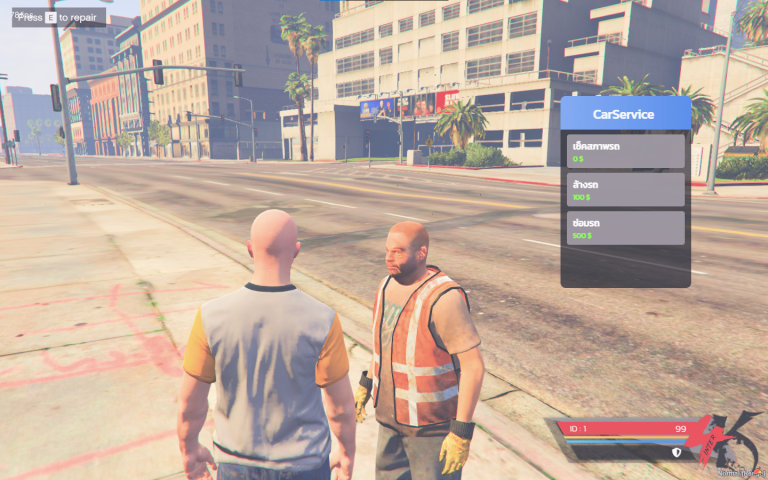 Press E to repair
CarService
เช็คสภาพรถ
0 $
ล้างรถ
100 $
ซ่อมรถ
500 $
ID : 1
99